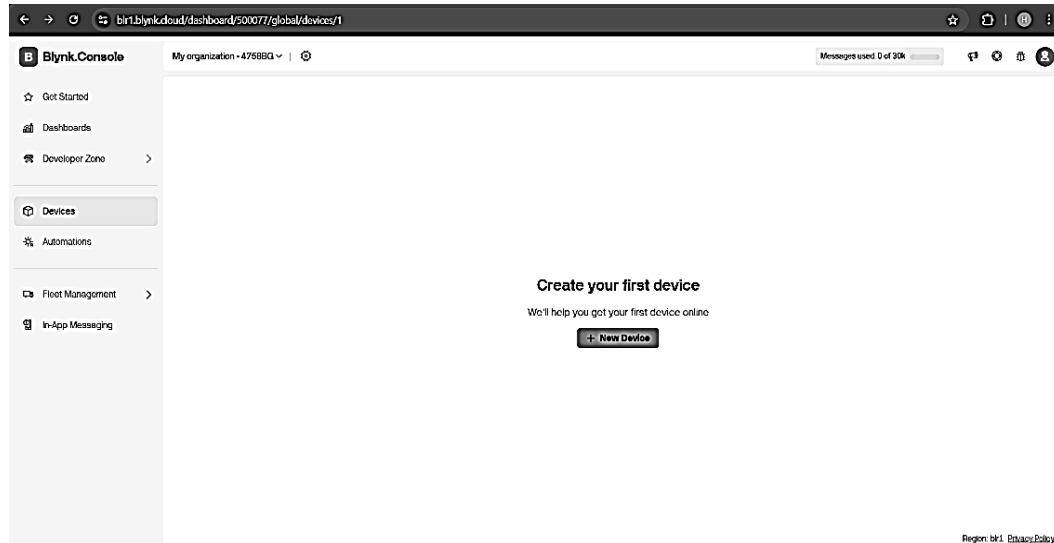 blr1.blynk.cloud/dashboard/500077/global/devices/1
B Blynk.Console
My organization - 4758BG
Messages used: 0 of 30k
Get Started
Dashboards
Developer Zone
Devices
Automations
Fleet Management
In-App Messaging
Create your first device
We'll help you get your first device online
+ New Device
Region: blr1 Privacy Policy